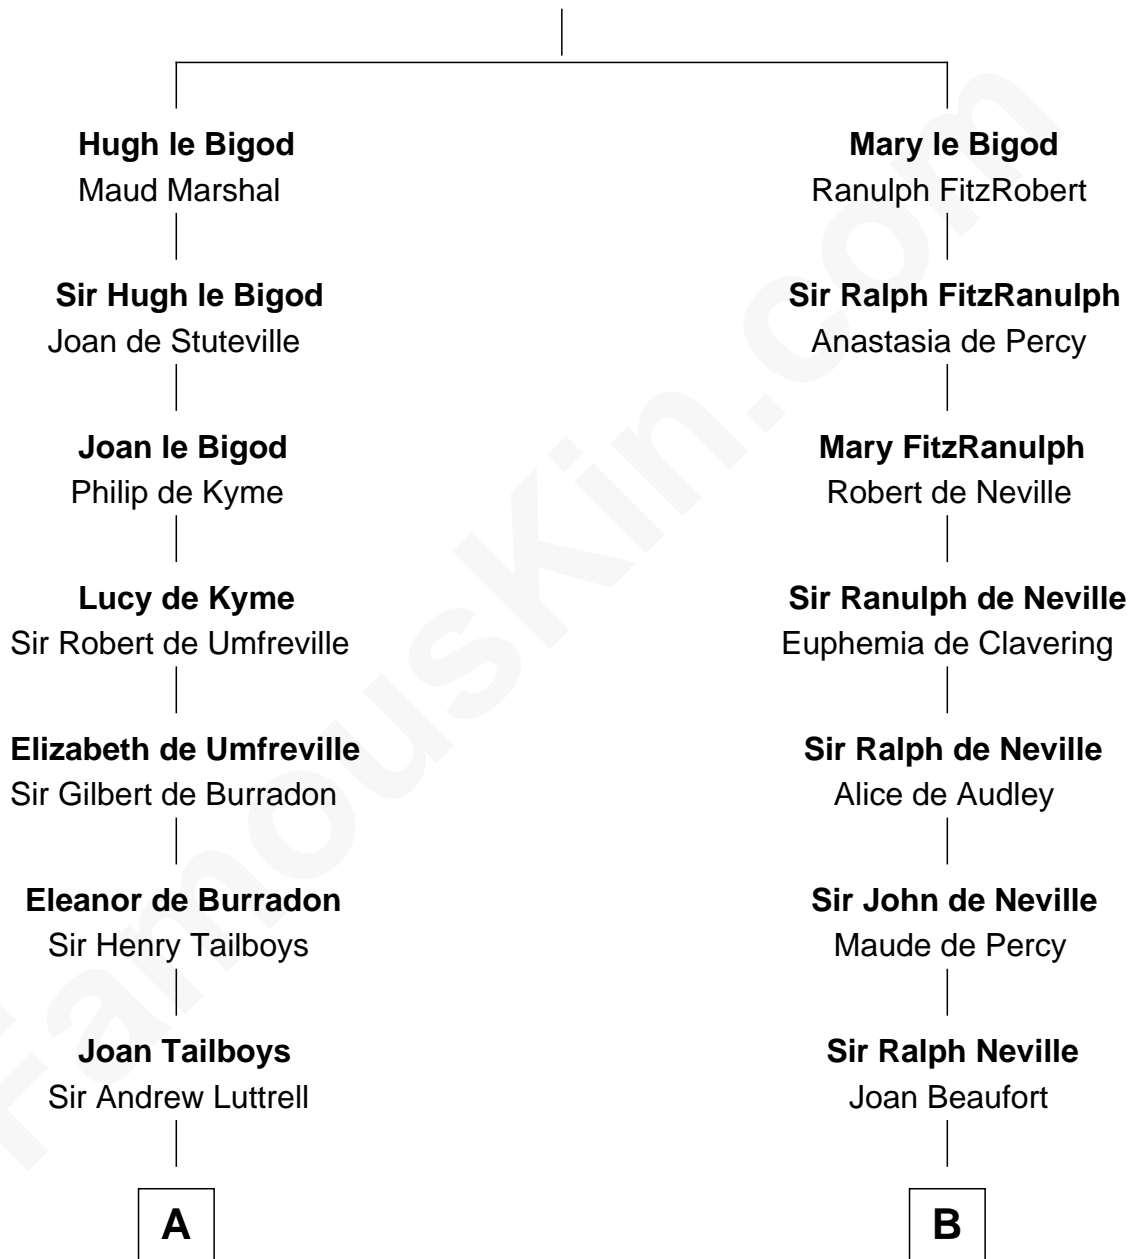 Hugh le Bigod
Maud Marshal
Sir Hugh le Bigod
Joan de Stuteville
Joan le Bigod
Philip de Kyme
Lucy de Kyme
Sir Robert de Umfreville
Elizabeth de Umfreville
Sir Gilbert de Burradon
Eleanor de Burradon
Sir Henry Tailboys
Joan Tailboys
Sir Andrew Luttrell
A
Mary le Bigod
Ranulph FitzRobert
Sir Ralph FitzRanulph
Anastasia de Percy
Mary FitzRanulph
Robert de Neville
Sir Ranulph de Neville
Euphemia de Clavering
Sir Ralph de Neville
Alice de Audley
Sir John de Neville
Maude de Percy
Sir Ralph Neville
Joan Beaufort
B
FamousKin.com